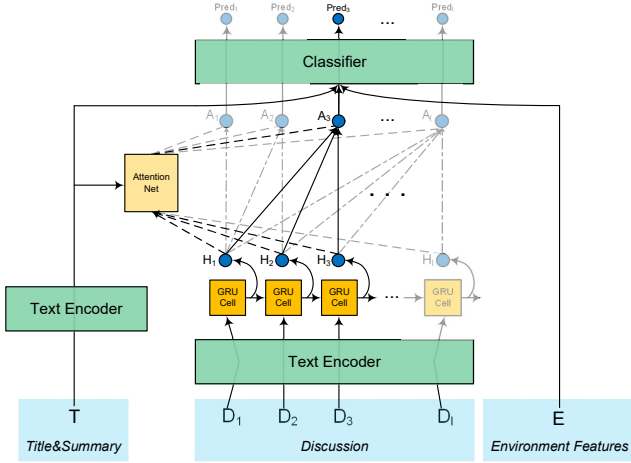 Pred₁ Pred₂ Pred₃ ... Predₗ
Classifier
A₁ A₂ A₃ ... Aₗ
Attention
Net
. . .
H₁ H₂ H₃ Hₗ
GRU Cell GRU Cell GRU Cell ... GRU Cell
Text Encoder
Text Encoder
T D₁ D₂ D₃ Dₗ E
Title&Summary Discussion Environment Features